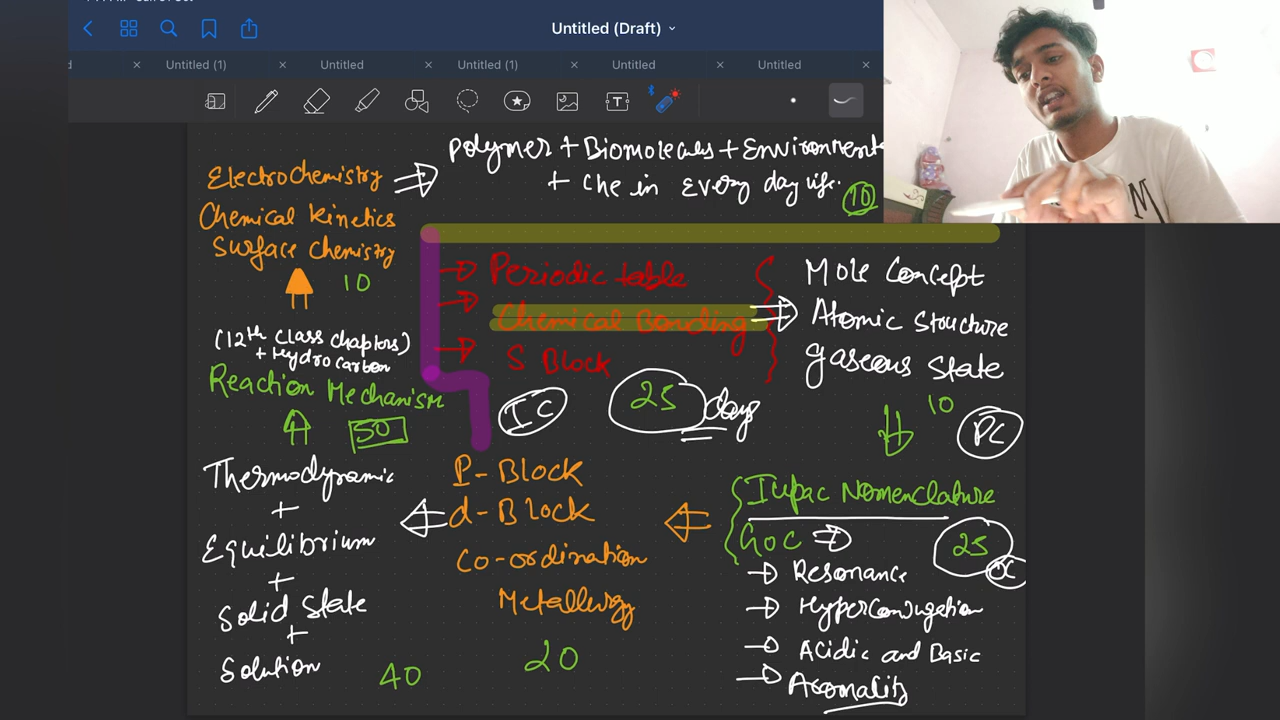 Untitled (Draft)
Untitled (1)
Untitled
Untitled (1)
Untitled
Untitled
Polymer + Biomolecules + Environmente
+ Che in Every day life.
10
Electrochemistry
Chemical kinetics
Surface Chemistry
10
(12th Class chapters)
+ Hydrocarbon
Reaction Mechanism
50
Periodic table
Chemical Bonding
S Block
IC
25 days
Mole Concept
Atomic Structure
gaseous State
10
PC
Iupac Nomenclature
GOC
25
OC
Resonance
Hyperconjugation
Acidic and Basic
Aromality
P-Block
d-Block
Co-ordination
Metallurgy
20
Thermodynamic
+
Equilibrium
+
Solid State
+
Solution
40
M